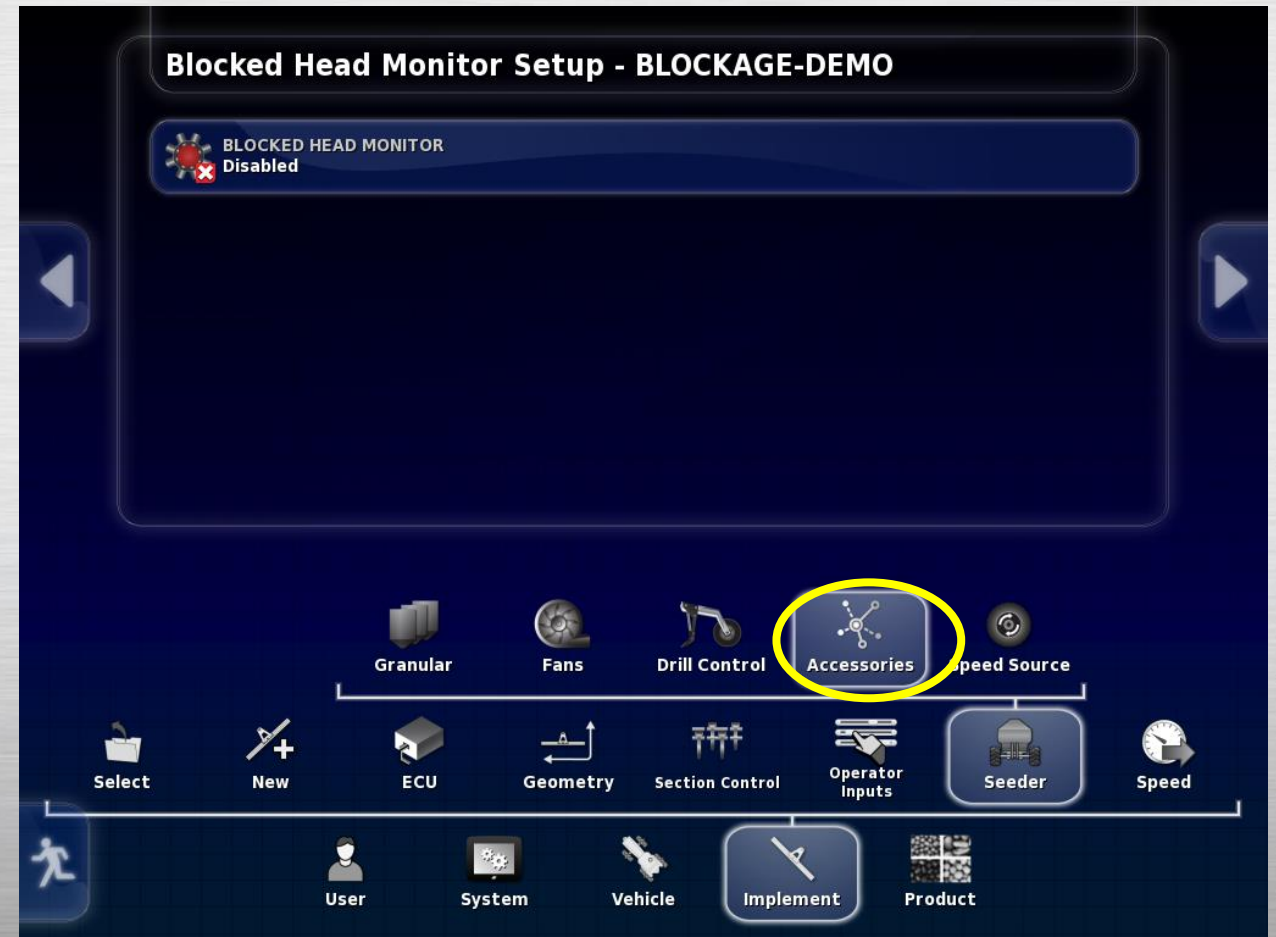 Blocked Head Monitor Setup - BLOCKAGE-DEMO
BLOCKED HEAD MONITOR
Disabled
Granular
Fans
Drill Control
Accessories
Speed Source
Select
New
ECU
Geometry
Section Control
Operator
Inputs
Seeder
Speed
User
System
Vehicle
Implement
Product